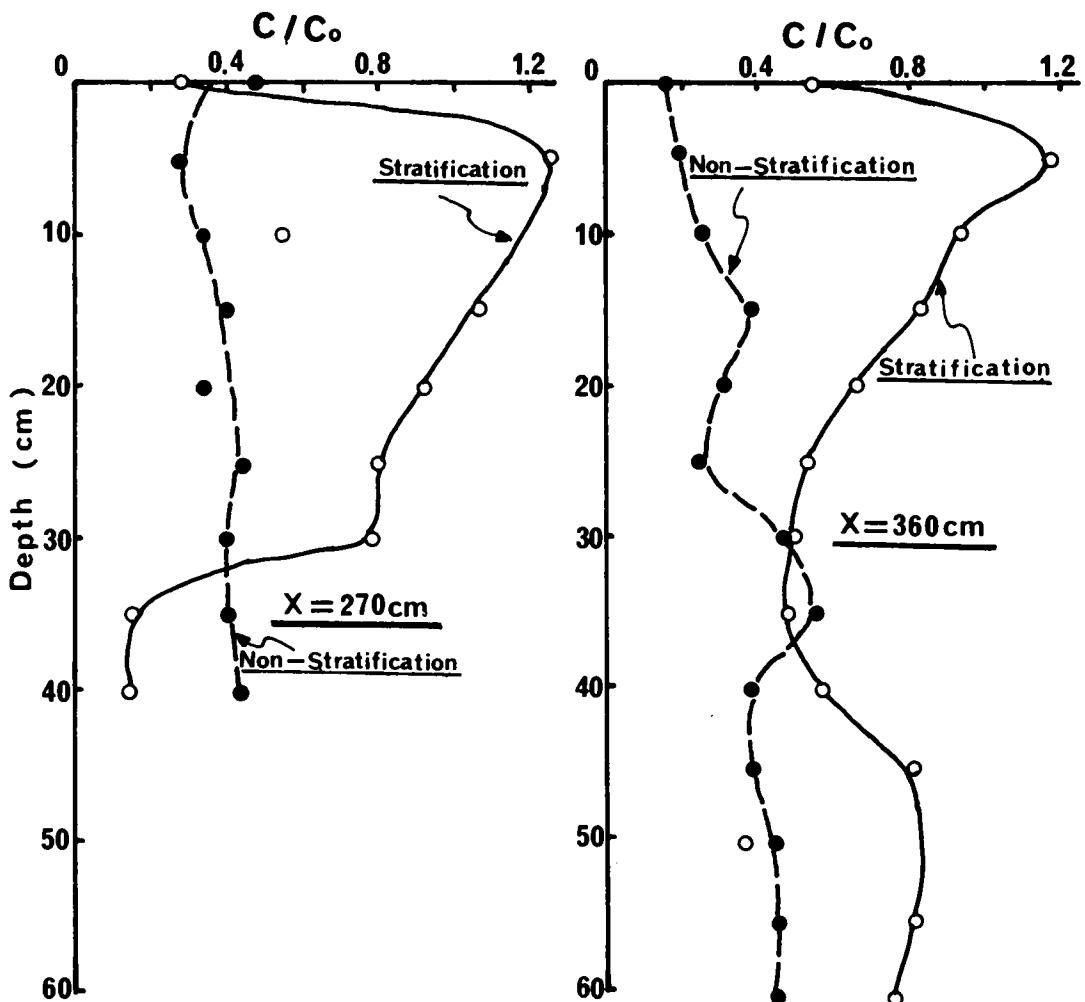 C/Co
0 0.4 0.8 1.2
Stratification
10
20
30
40
50
60
Depth (cm)
X=270cm
Non-Stratification
C/Co
0 0.4 0.8 1.2
Non-Stratification
10
20
Stratification
30
X=360cm
40
50
60